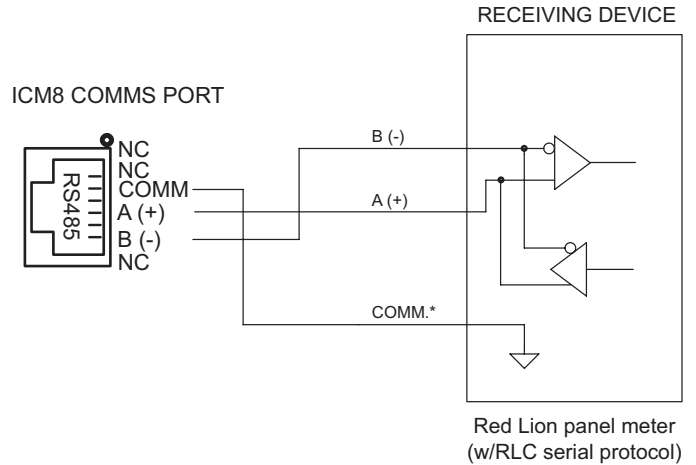 RECEIVING DEVICE
ICM8 COMMS PORT
NC
NC
COMM
A (+)
B (-)
NC
RS485
B (-)
A (+)
COMM.*
Red Lion panel meter
(w/RLC serial protocol)